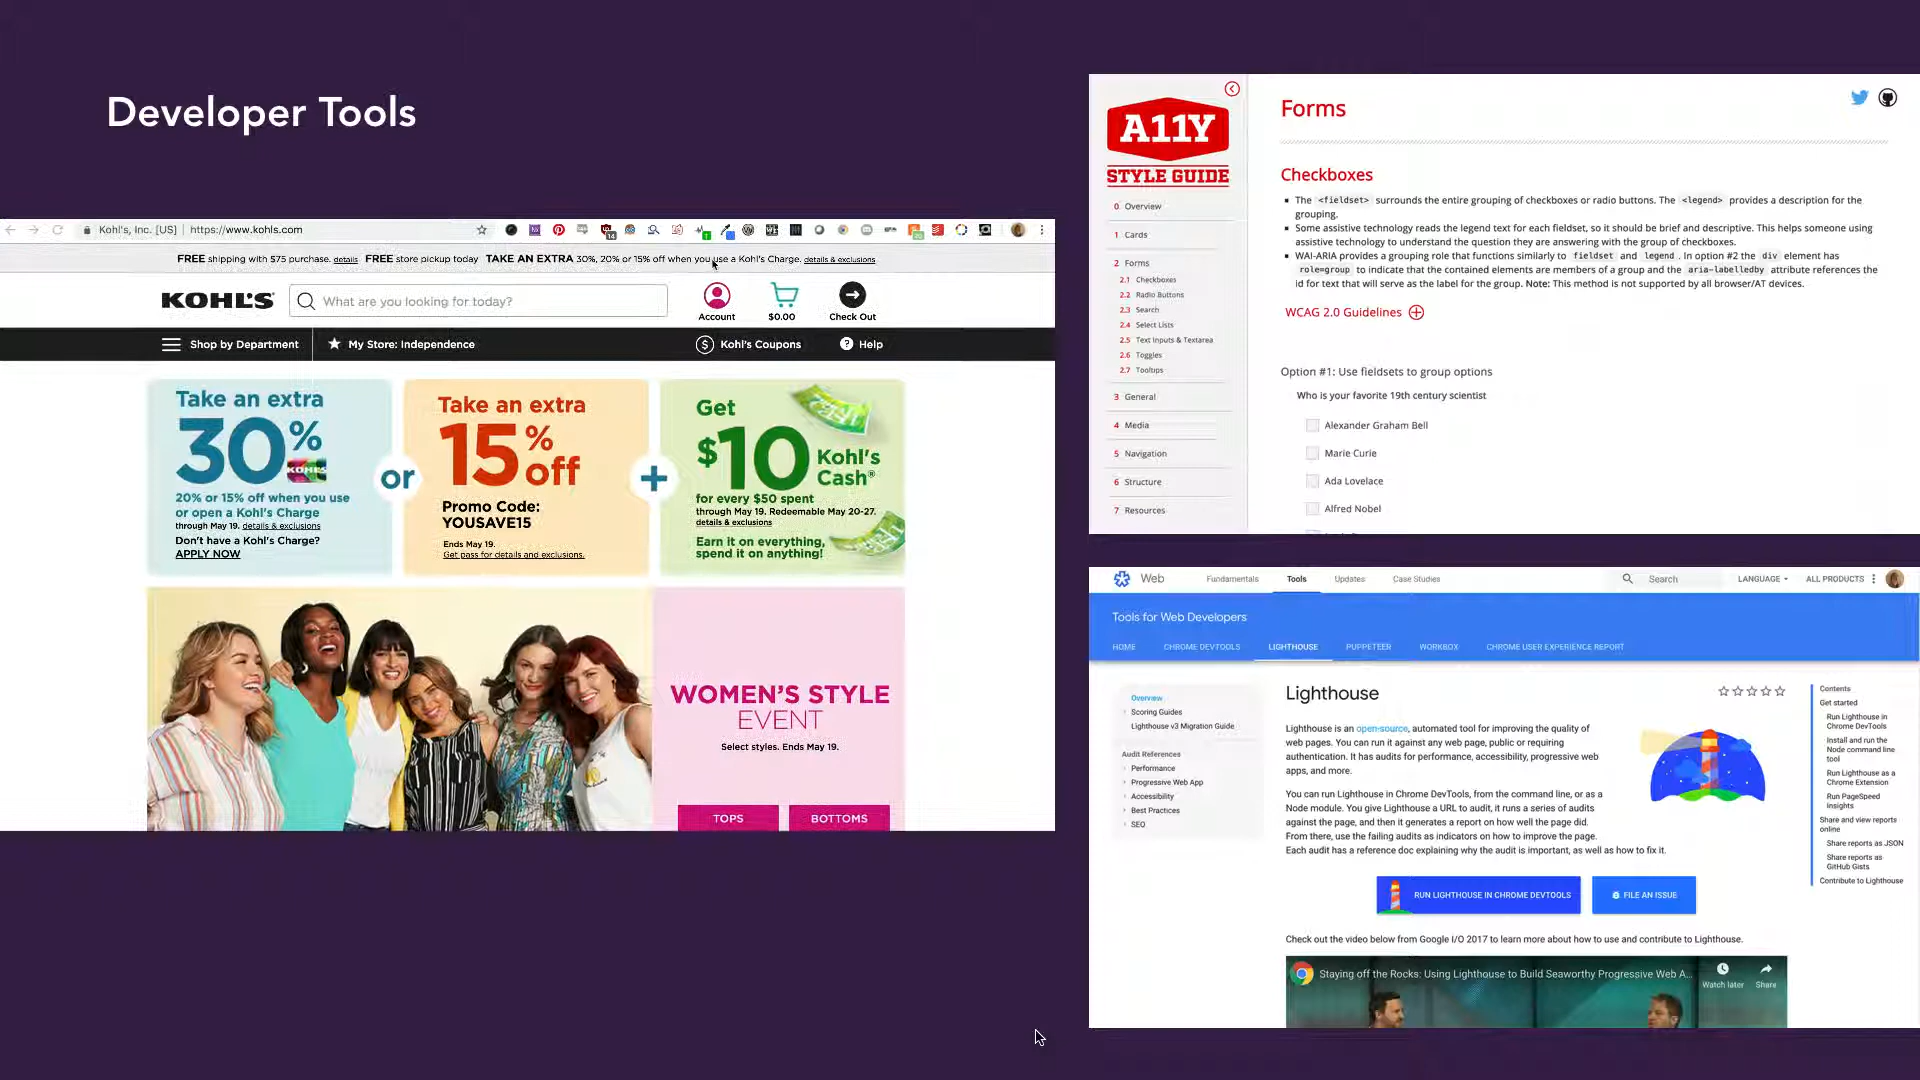 Developer Tools
Kohl's, Inc. [US] | https://www.kohls.com
FREE shipping with $75 purchase. details FREE store pickup today TAKE AN EXTRA 30%, 20% or 15% off when you use a Kohl's Charge. details & exclusions
KOHL'S
What are you looking for today?
Account
$0.00
Check Out
Shop by Department
My Store: Independence
Kohl's Coupons
Help
Take an extra
30%
KOHL'S
20% or 15% off when you use
or open a Kohl's Charge
through May 19. details & exclusions
Don't have a Kohl's Charge?
APPLY NOW
or
Take an extra
15% off
Promo Code:
YOUSAVE15
Ends May 19.
Get pass for details and exclusions.
+
Get
$10 Kohl's Cash®
for every $50 spent
through May 19. Redeemable May 20-27.
details & exclusions
Earn it on everything,
spend it on anything!
WOMEN'S STYLE
EVENT
Select styles. Ends May 19.
TOPS
BOTTOMS
A11Y
STYLE GUIDE
0 Overview
1 Cards
2 Forms
2.1 Checkboxes
2.2 Radio Buttons
2.3 Search
2.4 Select Lists
2.5 Text Inputs & Textarea
2.6 Toggles
2.7 Tooltips
3 General
4 Media
5 Navigation
6 Structure
7 Resources
Forms
Checkboxes
The <fieldset> surrounds the entire grouping of checkboxes or radio buttons. The <legend> provides a description for the
grouping.
Some assistive technology reads the legend text for each fieldset, so it should be brief and descriptive. This helps someone using
assistive technology to understand the question they are answering with the group of checkboxes.
WAI-ARIA provides a grouping role that functions similarly to fieldset and legend. In option #2 the div element has
role=group to indicate that the contained elements are members of a group and the aria-labelledby attribute references the
id for text that will serve as the label for the group. Note: This method is not supported by all browser/AT devices.
WCAG 2.0 Guidelines
Option #1: Use fieldsets to group options
Who is your favorite 19th century scientist
Alexander Graham Bell
Marie Curie
Ada Lovelace
Alfred Nobel
Web
Fundamentals
Tools
Updates
Case Studies
Search
LANGUAGE
ALL PRODUCTS
Tools for Web Developers
HOME
CHROME DEVTOOLS
LIGHTHOUSE
PUPPETEER
WORKBOX
CHROME USER EXPERIENCE REPORT
Overview
Scoring Guides
Lighthouse v3 Migration Guide
Audit References
Performance
Progressive Web App
Accessibility
Best Practices
SEO
Lighthouse
Lighthouse is an open-source, automated tool for improving the quality of
web pages. You can run it against any web page, public or requiring
authentication. It has audits for performance, accessibility, progressive web
apps, and more.
You can run Lighthouse in Chrome DevTools, from the command line, or as a
Node module. You give Lighthouse a URL to audit, it runs a series of audits
against the page, and then it generates a report on how well the page did.
From there, use the failing audits as indicators on how to improve the page.
Each audit has a reference doc explaining why the audit is important, as well as how to fix it.
RUN LIGHTHOUSE IN CHROME DEVTOOLS
FILE AN ISSUE
Check out the video below from Google I/O 2017 to learn more about how to use and contribute to Lighthouse.
Staying off the Rocks: Using Lighthouse to Build Seaworthy Progressive Web A...
Watch later
Share
Contents
Get started
Run Lighthouse in
Chrome DevTools
Install and run the
Node command line
tool
Run Lighthouse as a
Chrome Extension
Run PageSpeed
Insights
Share and view reports
online
Share reports as JSON
Share reports as
GitHub Gists
Contribute to Lighthouse